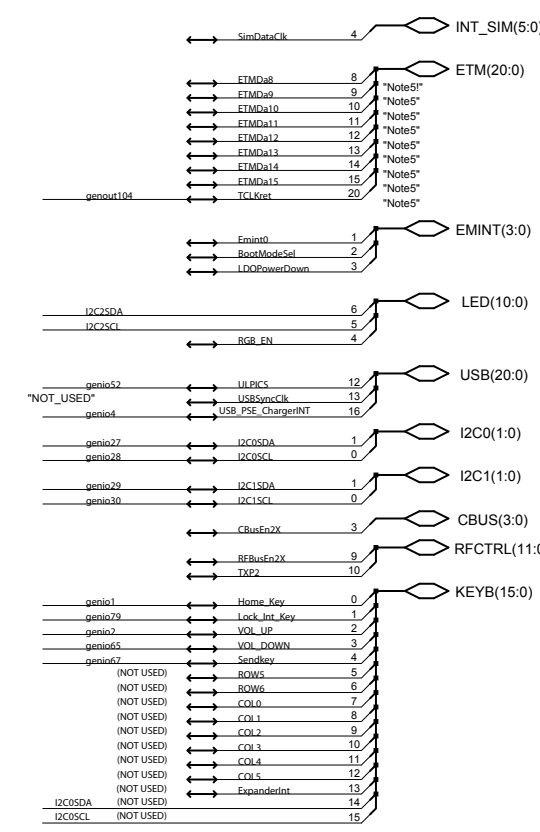 SimDataClk 4 INT_SIM(5:0)
ETM(20:0)
ETMDa8 8 "Note5!"
ETMDa9 9 "Note5"
ETMDa10 10 "Note5"
ETMDa11 11 "Note5"
ETMDa12 12 "Note5"
ETMDa13 13 "Note5"
ETMDa14 14 "Note5"
ETMDa15 15 "Note5"
genout104 TCLKret 20 "Note5"
EMINT(3:0)
Emint0 1
BootModeSel 2
LDOPowerDown 3
LED(10:0)
I2C2SDA 6
I2C2SCL 5
RGB_EN 4
USB(20:0)
genio52 ULPICS 12
"NOT_USED" USBSyncClk 13
genio4 USB_PSE_ChargerINT 16
I2C0(1:0)
genio27 I2C0SDA 1
genio28 I2C0SCL 0
I2C1(1:0)
genio29 I2C1SDA 1
genio30 I2C1SCL 0
CBUS(3:0)
CBusEn2X 3
RFCTRL(11:0
RFBusEn2X 9
TXP2 10
KEYB(15:0)
genio1 Home_Key 0
genio79 Lock_Int_Key 1
genio2 VOL_UP 2
genio65 VOL_DOWN 3
genio67 Sendkey 4
(NOT USED) ROW5 5
(NOT USED) ROW6 6
(NOT USED) COL0 7
(NOT USED) COL1 8
(NOT USED) COL2 9
(NOT USED) COL3 10
(NOT USED) COL4 11
(NOT USED) COL5 12
(NOT USED) ExpanderInt 13
I2C0SDA (NOT USED) 14
I2C0SCL (NOT USED) 15